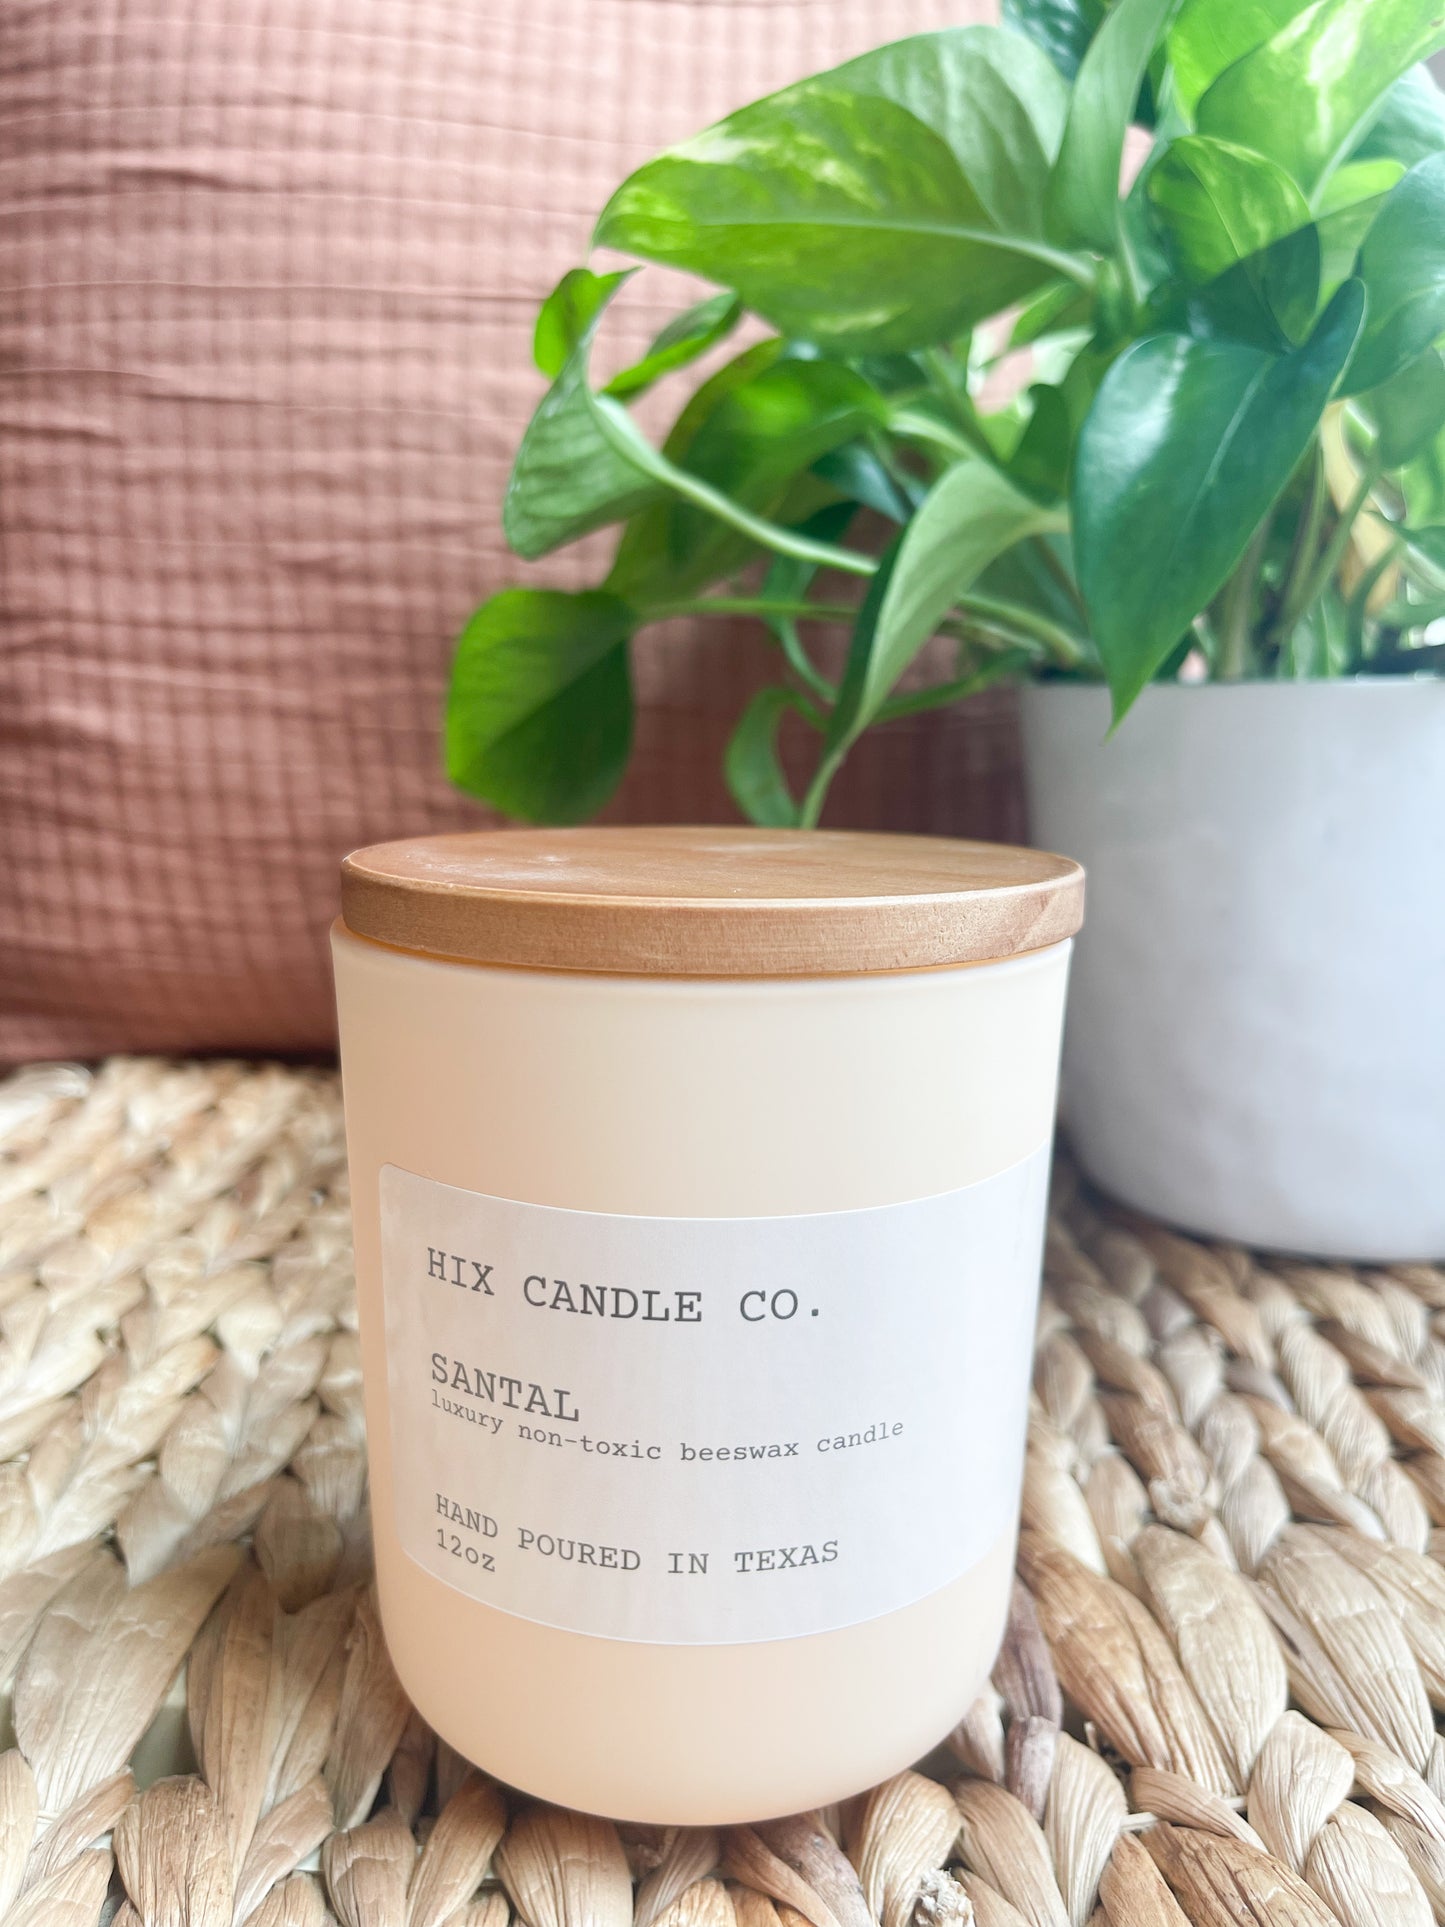 HIX CANDLE CO.
SANTAL
luxury non-toxic beeswax candle
HAND POURED IN TEXAS
12oz